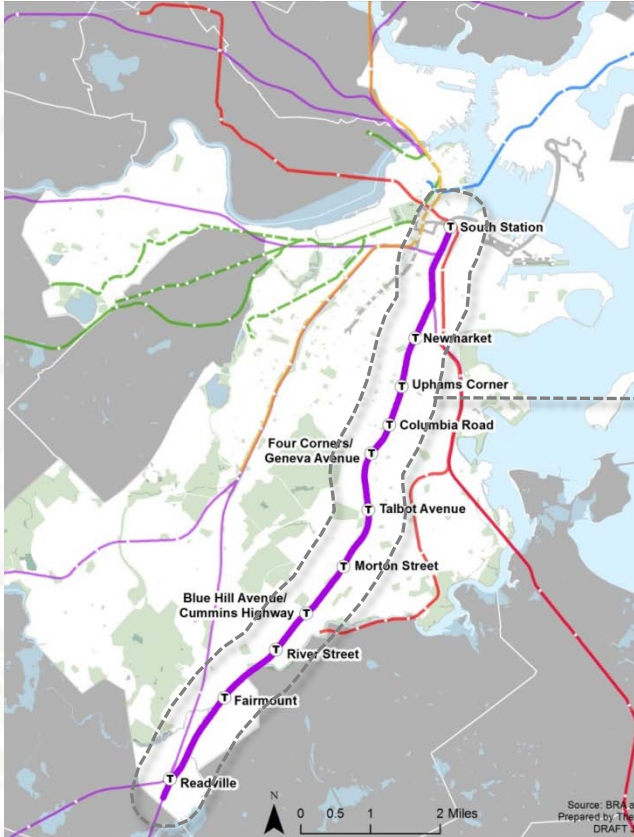 South Station
Newmarket
Uphams Corner
Columbia Road
Four Corners/
Geneva Avenue
Talbot Avenue
Morton Street
Blue Hill Avenue/
Cummins Highway
River Street
Fairmount
Readville
N
0 0.5 1 2 Miles
Source: BRA a
Prepared by The
DRAFT
T
T
T
T
T
T
T
T
T
T
T
T